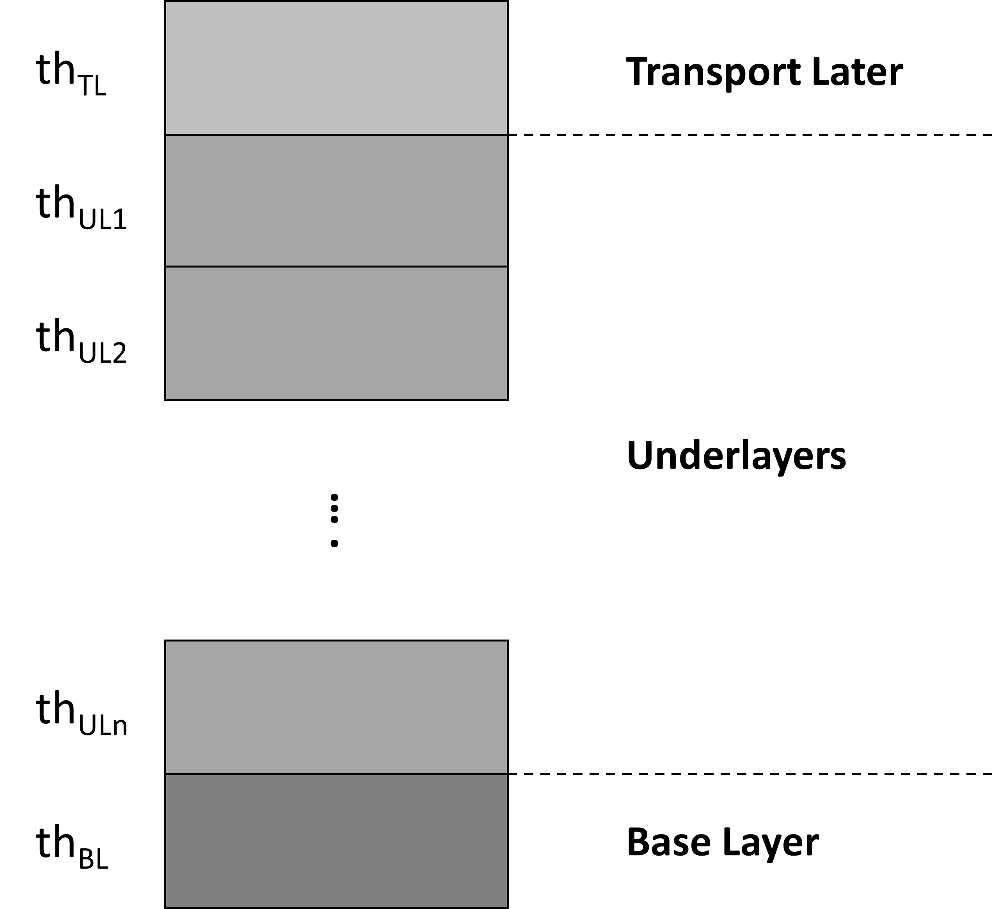 th_TL
Transport Later
th_UL1
th_UL2
Underlayers
th_ULn
th_BL
Base Layer